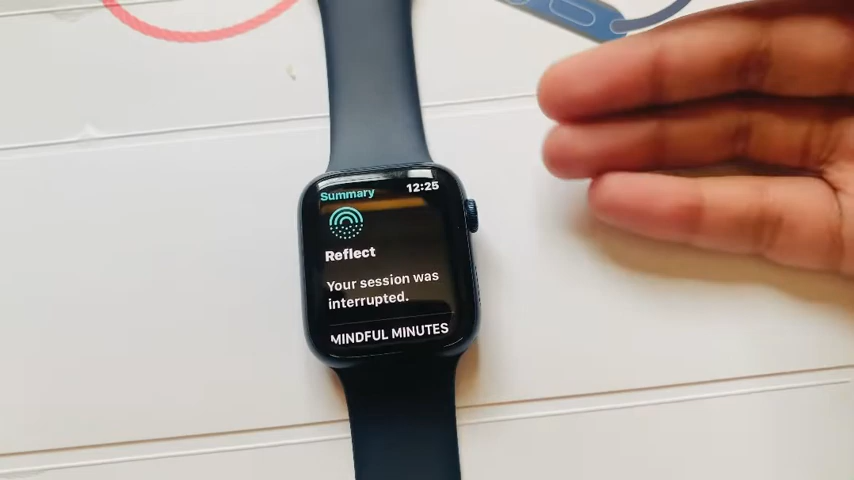 Summary 12:25
Reflect
Your session was
interrupted.
MINDFUL MINUTES